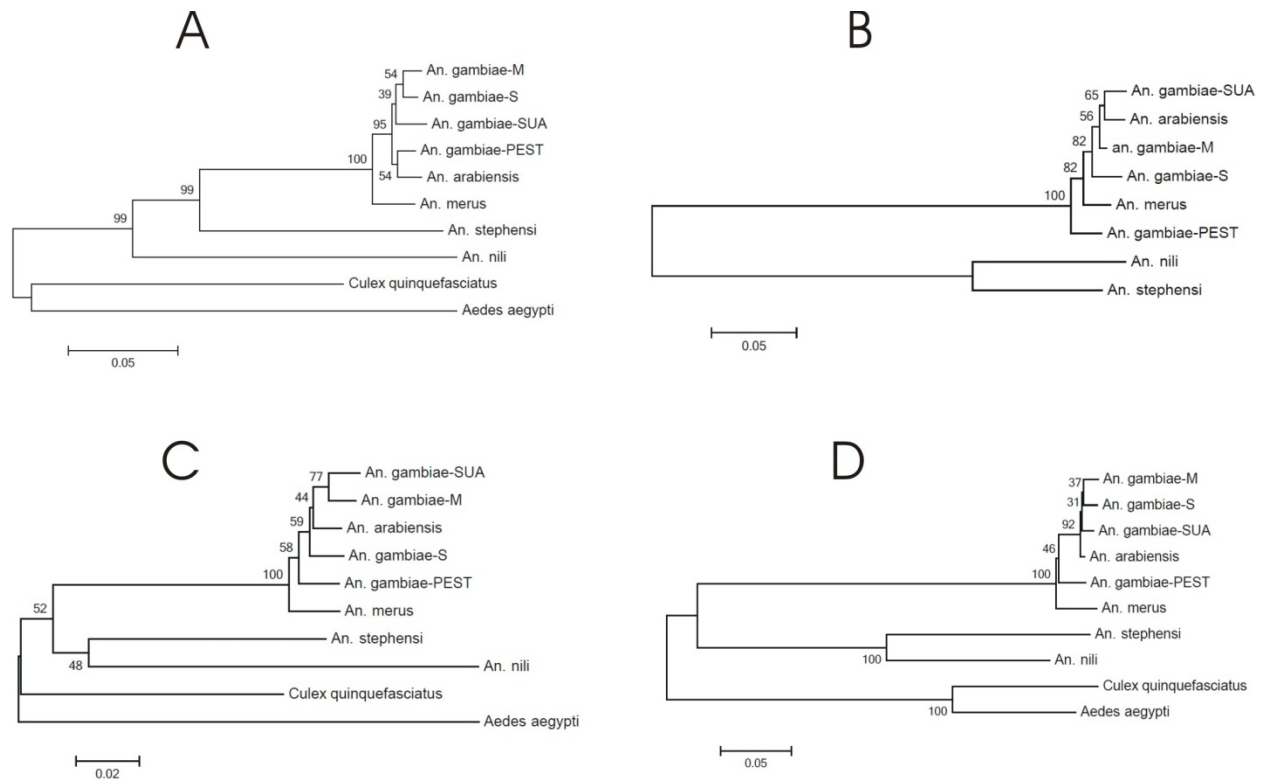 A
54
An. gambiae-M
39
An. gambiae-S
95
An. gambiae-SUA
100
An. gambiae-PEST
54
An. arabiensis
99
An. merus
99
An. stephensi
An. nili
Culex quinquefasciatus
Aedes aegypti
0.05
B
65
An. gambiae-SUA
56
An. arabiensis
82
an. gambiae-M
82
An. gambiae-S
100
An. merus
An. gambiae-PEST
An. nili
An. stephensi
0.05
C
77
An. gambiae-SUA
44
An. gambiae-M
59
An. arabiensis
58
An. gambiae-S
100
An. gambiae-PEST
52
An. merus
An. stephensi
48
An. nili
Culex quinquefasciatus
Aedes aegypti
0.02
D
37
An. gambiae-M
31
An. gambiae-S
92
An. gambiae-SUA
46
An. arabiensis
100
An. gambiae-PEST
An. merus
An. stephensi
100
An. nili
Culex quinquefasciatus
100
Aedes aegypti
0.05